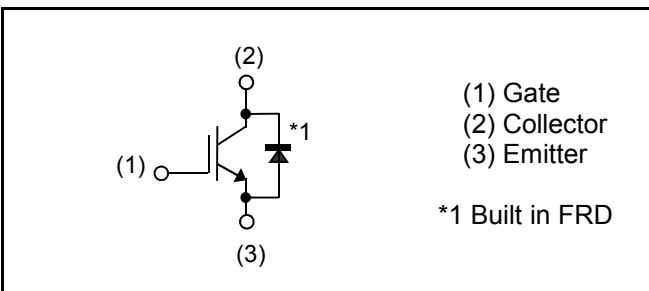 (2)
*1
(1)
(3)
(1) Gate
(2) Collector
(3) Emitter
*1 Built in FRD